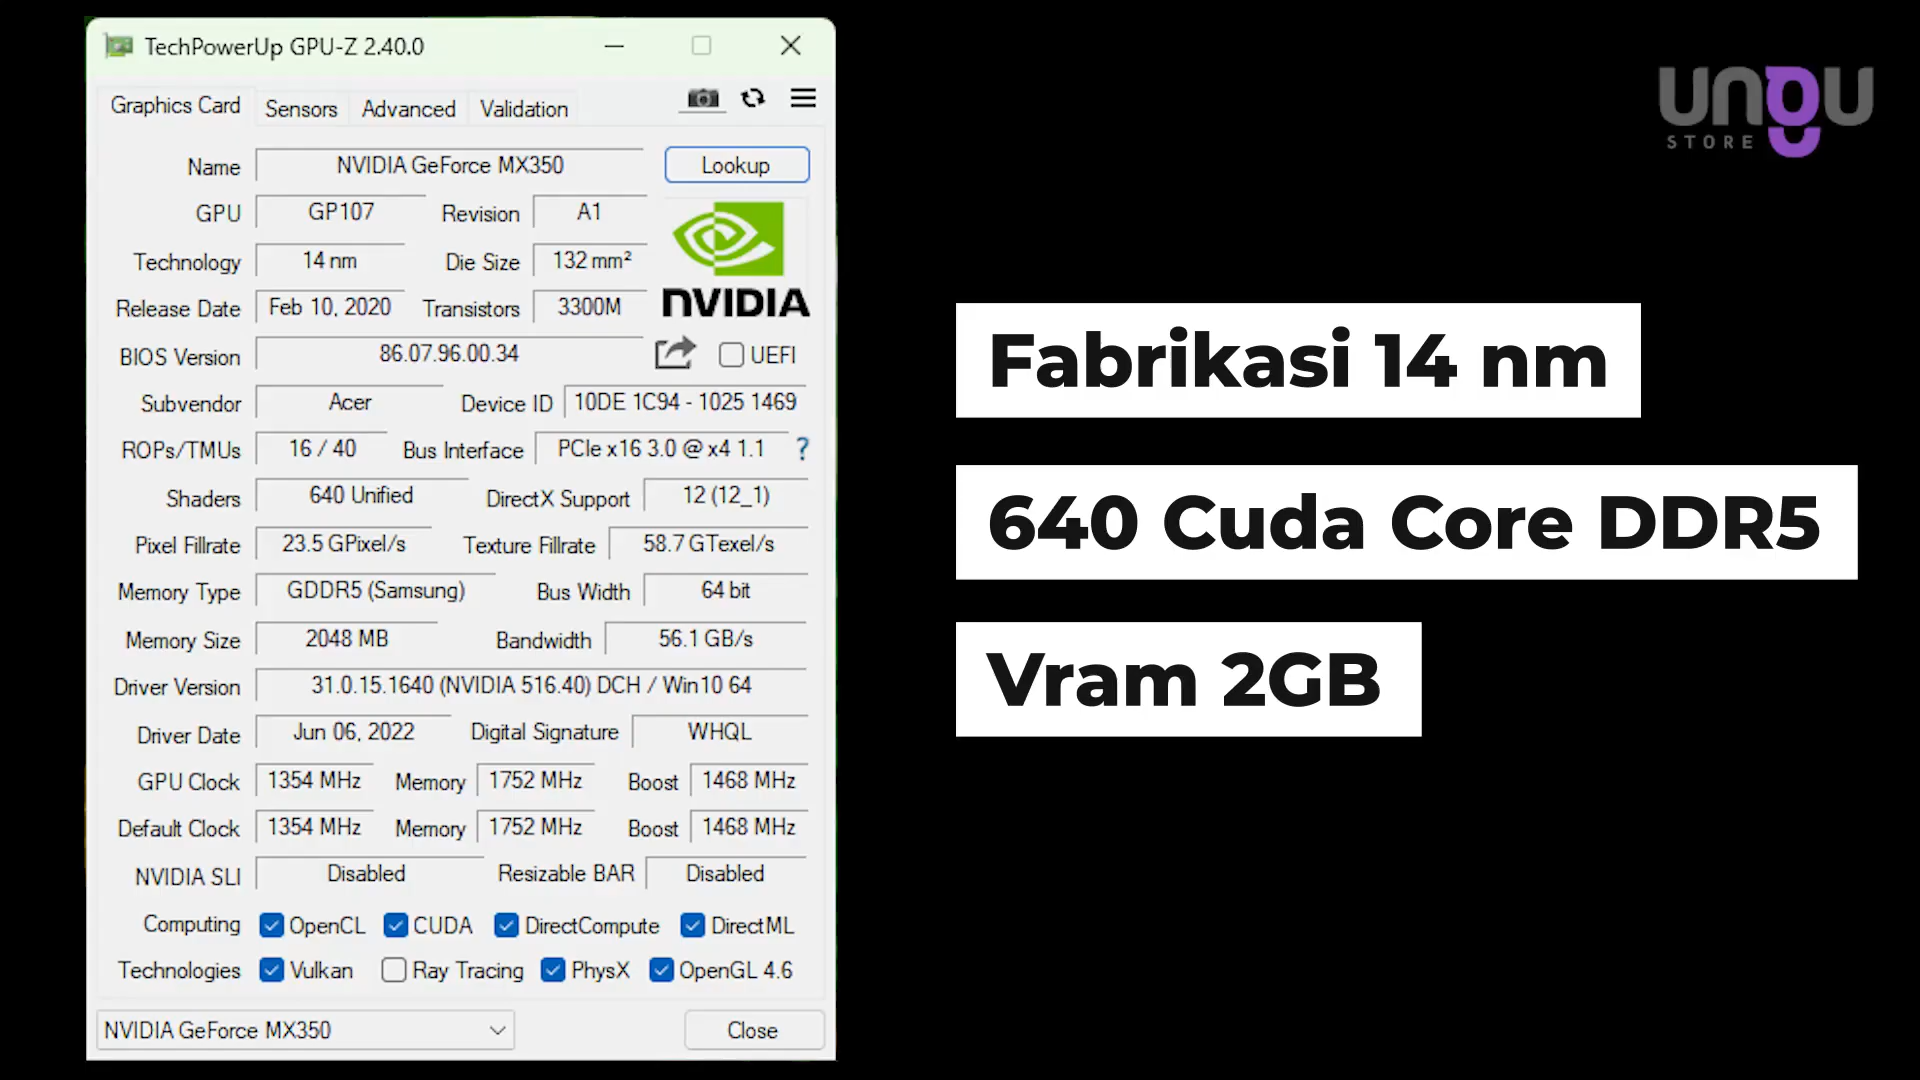 TechPowerUp GPU-Z 2.40.0
Graphics Card Sensors Advanced Validation
Name NVIDIA GeForce MX350 Lookup
GPU GP107 Revision A1
Technology 14 nm Die Size 132 mm²
NVIDIA
Release Date Feb 10, 2020 Transistors 3300M
BIOS Version 86.07.96.00.34 UEFI
Subvendor Acer Device ID 10DE 1C94 - 1025 1469
ROPs/TMUs 16 / 40 Bus Interface PCIe x16 3.0 @ x4 1.1 ?
Shaders 640 Unified DirectX Support 12 (12_1)
Pixel Fillrate 23.5 GPixel/s Texture Fillrate 58.7 GTexel/s
Memory Type GDDR5 (Samsung) Bus Width 64 bit
Memory Size 2048 MB Bandwidth 56.1 GB/s
Driver Version 31.0.15.1640 (NVIDIA 516.40) DCH / Win10 64
Driver Date Jun 06, 2022 Digital Signature WHQL
GPU Clock 1354 MHz Memory 1752 MHz Boost 1468 MHz
Default Clock 1354 MHz Memory 1752 MHz Boost 1468 MHz
NVIDIA SLI Disabled Resizable BAR Disabled
Computing OpenCL CUDA DirectCompute DirectML
Technologies Vulkan Ray Tracing PhysX OpenGL 4.6
NVIDIA GeForce MX350 Close
ungu
STORE
Fabrikasi 14 nm
640 Cuda Core DDR5
Vram 2GB